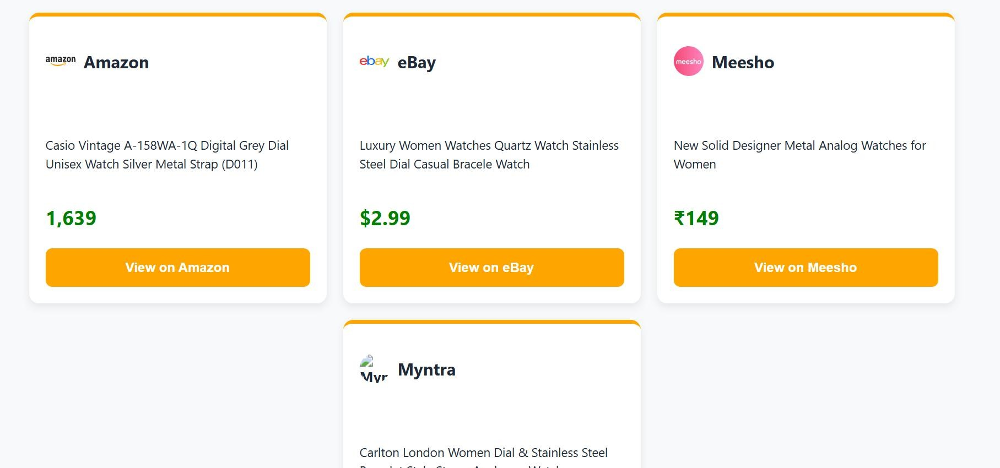 amazon Amazon
Casio Vintage A-158WA-1Q Digital Grey Dial
Unisex Watch Silver Metal Strap (D011)
1,639
View on Amazon
ebay eBay
Luxury Women Watches Quartz Watch Stainless
Steel Dial Casual Bracele Watch
$2.99
View on eBay
meesho Meesho
New Solid Designer Metal Analog Watches for
Women
₹149
View on Meesho
Myr Myntra
Carlton London Women Dial & Stainless Steel